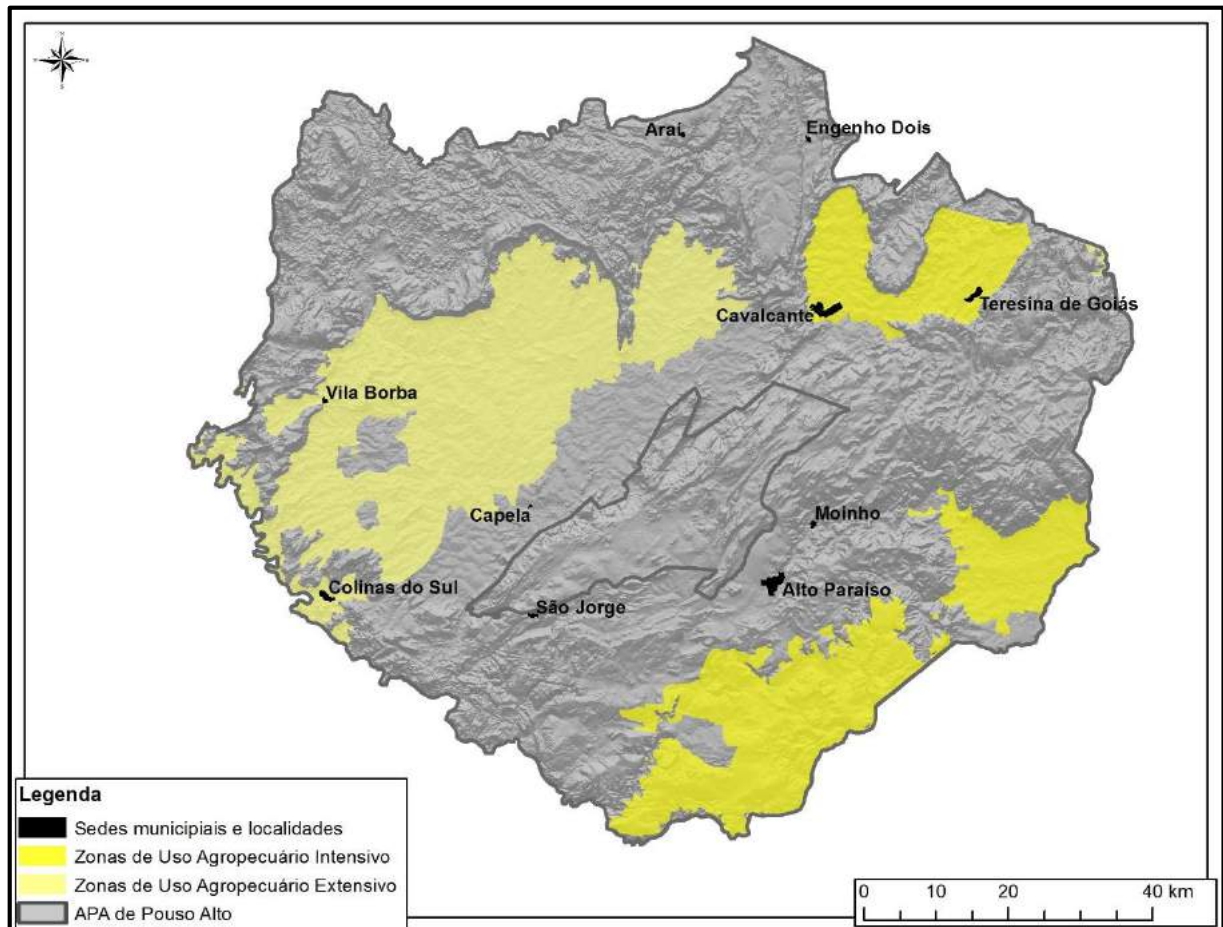 Araí
Engenho Dois
Cavalcante
Teresina de Goiás
Vila Borba
Capela
Moinho
Colinas do Sul
Alto Paraíso
São Jorge
Legenda
Sedes municipiais e localidades
Zonas de Uso Agropecuário Intensivo
Zonas de Uso Agropecuário Extensivo
APA de Pouso Alto
0 10 20 40 km